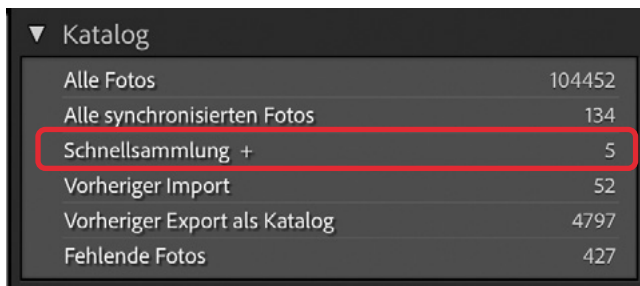 Katalog
Alle Fotos 104452
Alle synchronisierten Fotos 134
Schnellsammlung + 5
Vorheriger Import 52
Vorheriger Export als Katalog 4797
Fehlende Fotos 427